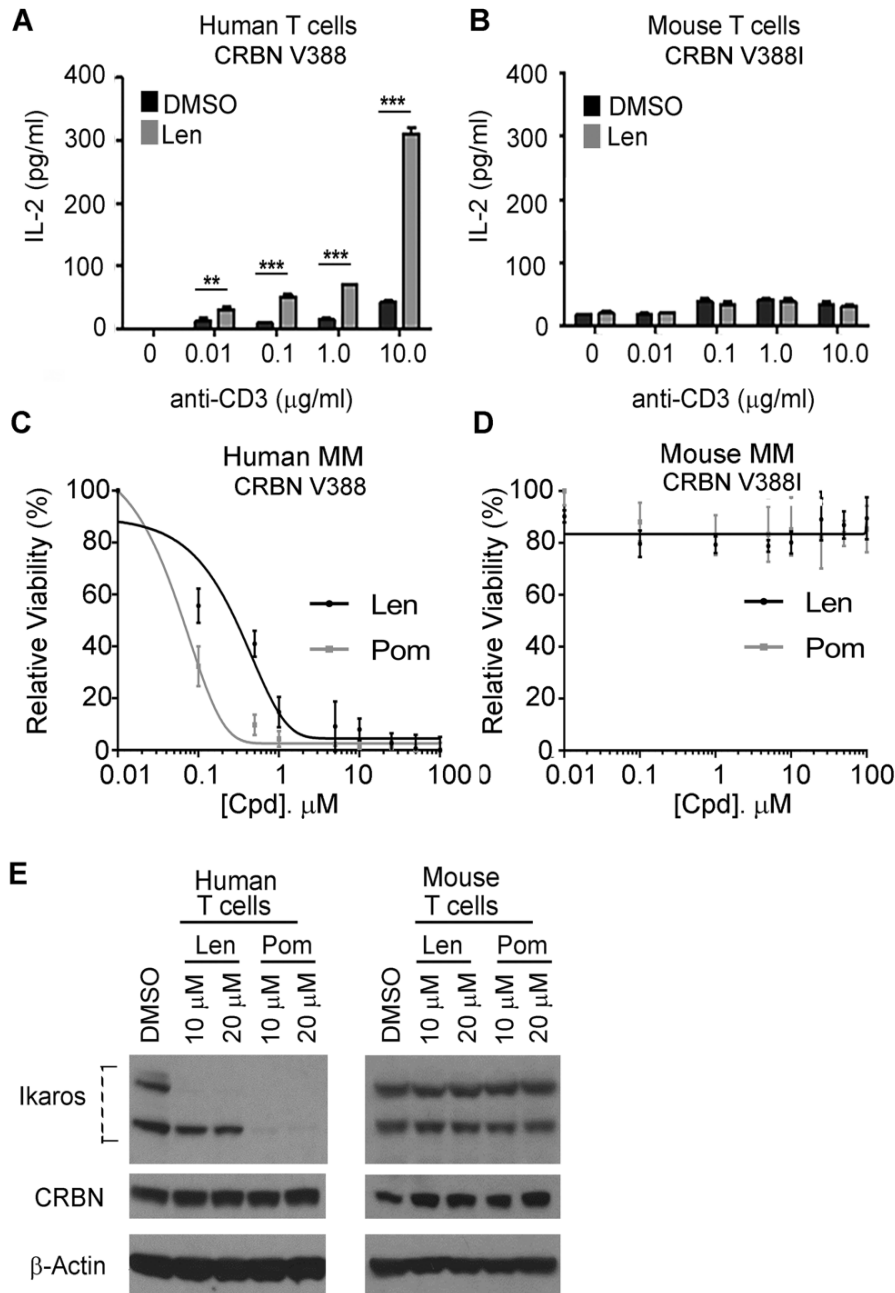 A
Human T cells
CRBN V388
IL-2 (pg/ml)
400
300
200
100
0
DMSO
Len
**
***
***
***
0 0.01 0.1 1.0 10.0
anti-CD3 (μg/ml)
B
Mouse T cells
CRBN V388I
IL-2 (pg/ml)
400
300
200
100
0
DMSO
Len
0 0.01 0.1 1.0 10.0
anti-CD3 (μg/ml)
C
Human MM
CRBN V388
Relative Viability (%)
100
80
60
40
20
0
Len
Pom
0.01 0.1 1 10 100
[Cpd]. μM
D
Mouse MM
CRBN V388I
Relative Viability (%)
100
80
60
40
20
0
Len
Pom
0 0.01 0.1 1 10 100
[Cpd]. μM
E
Human
T cells
Len Pom
DMSO
10 μM
20 μM
10 μM
20 μM
Mouse
T cells
Len Pom
DMSO
10 μM
20 μM
10 μM
20 μM
Ikaros
CRBN
β-Actin